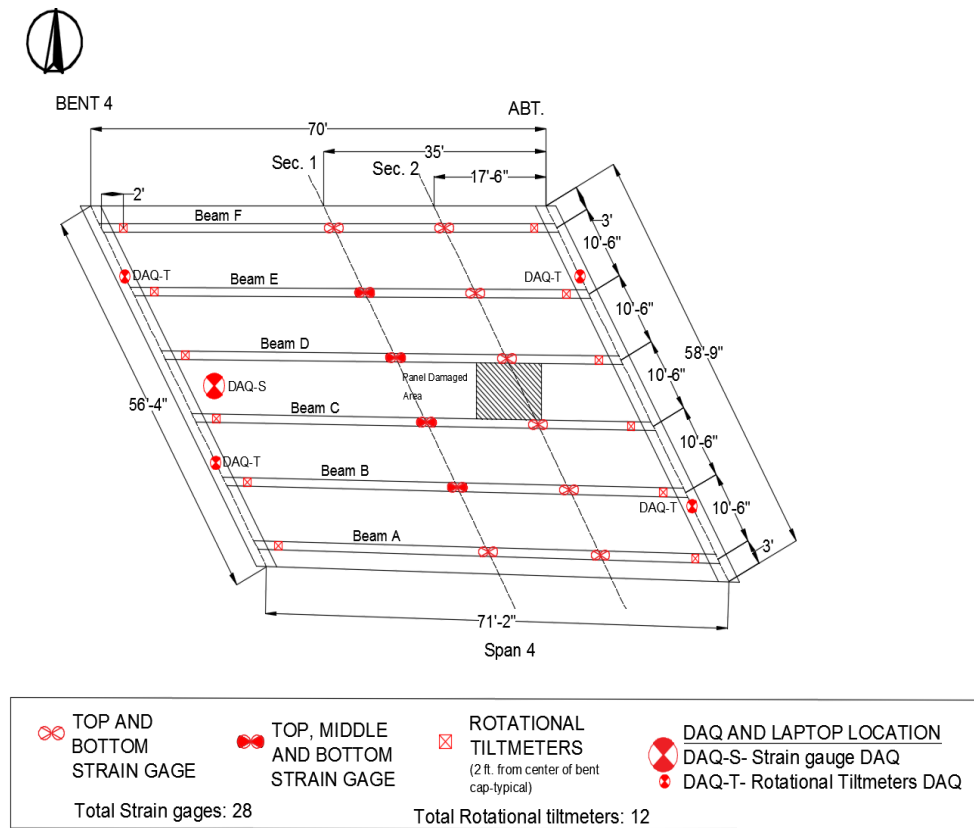 BENT 4
ABT.
70'
35'
Sec. 1
Sec. 2
17'-6"
2'
Beam F
3'
10'-6"
DAQ-T
DAQ-T
Beam E
10'-6"
Beam D
10'-6"
58'-9"
Panel Damaged
Area
DAQ-S
56'-4"
Beam C
10'-6"
DAQ-T
Beam B
DAQ-T
10'-6"
Beam A
3'
71'-2"
Span 4
TOP AND
BOTTOM
STRAIN GAGE
TOP, MIDDLE
AND BOTTOM
STRAIN GAGE
ROTATIONAL
TILTMETERS
(2 ft. from center of bent
cap-typical)
DAQ AND LAPTOP LOCATION
DAQ-S- Strain gauge DAQ
DAQ-T- Rotational Tiltmeters DAQ
Total Strain gages: 28
Total Rotational tiltmeters: 12